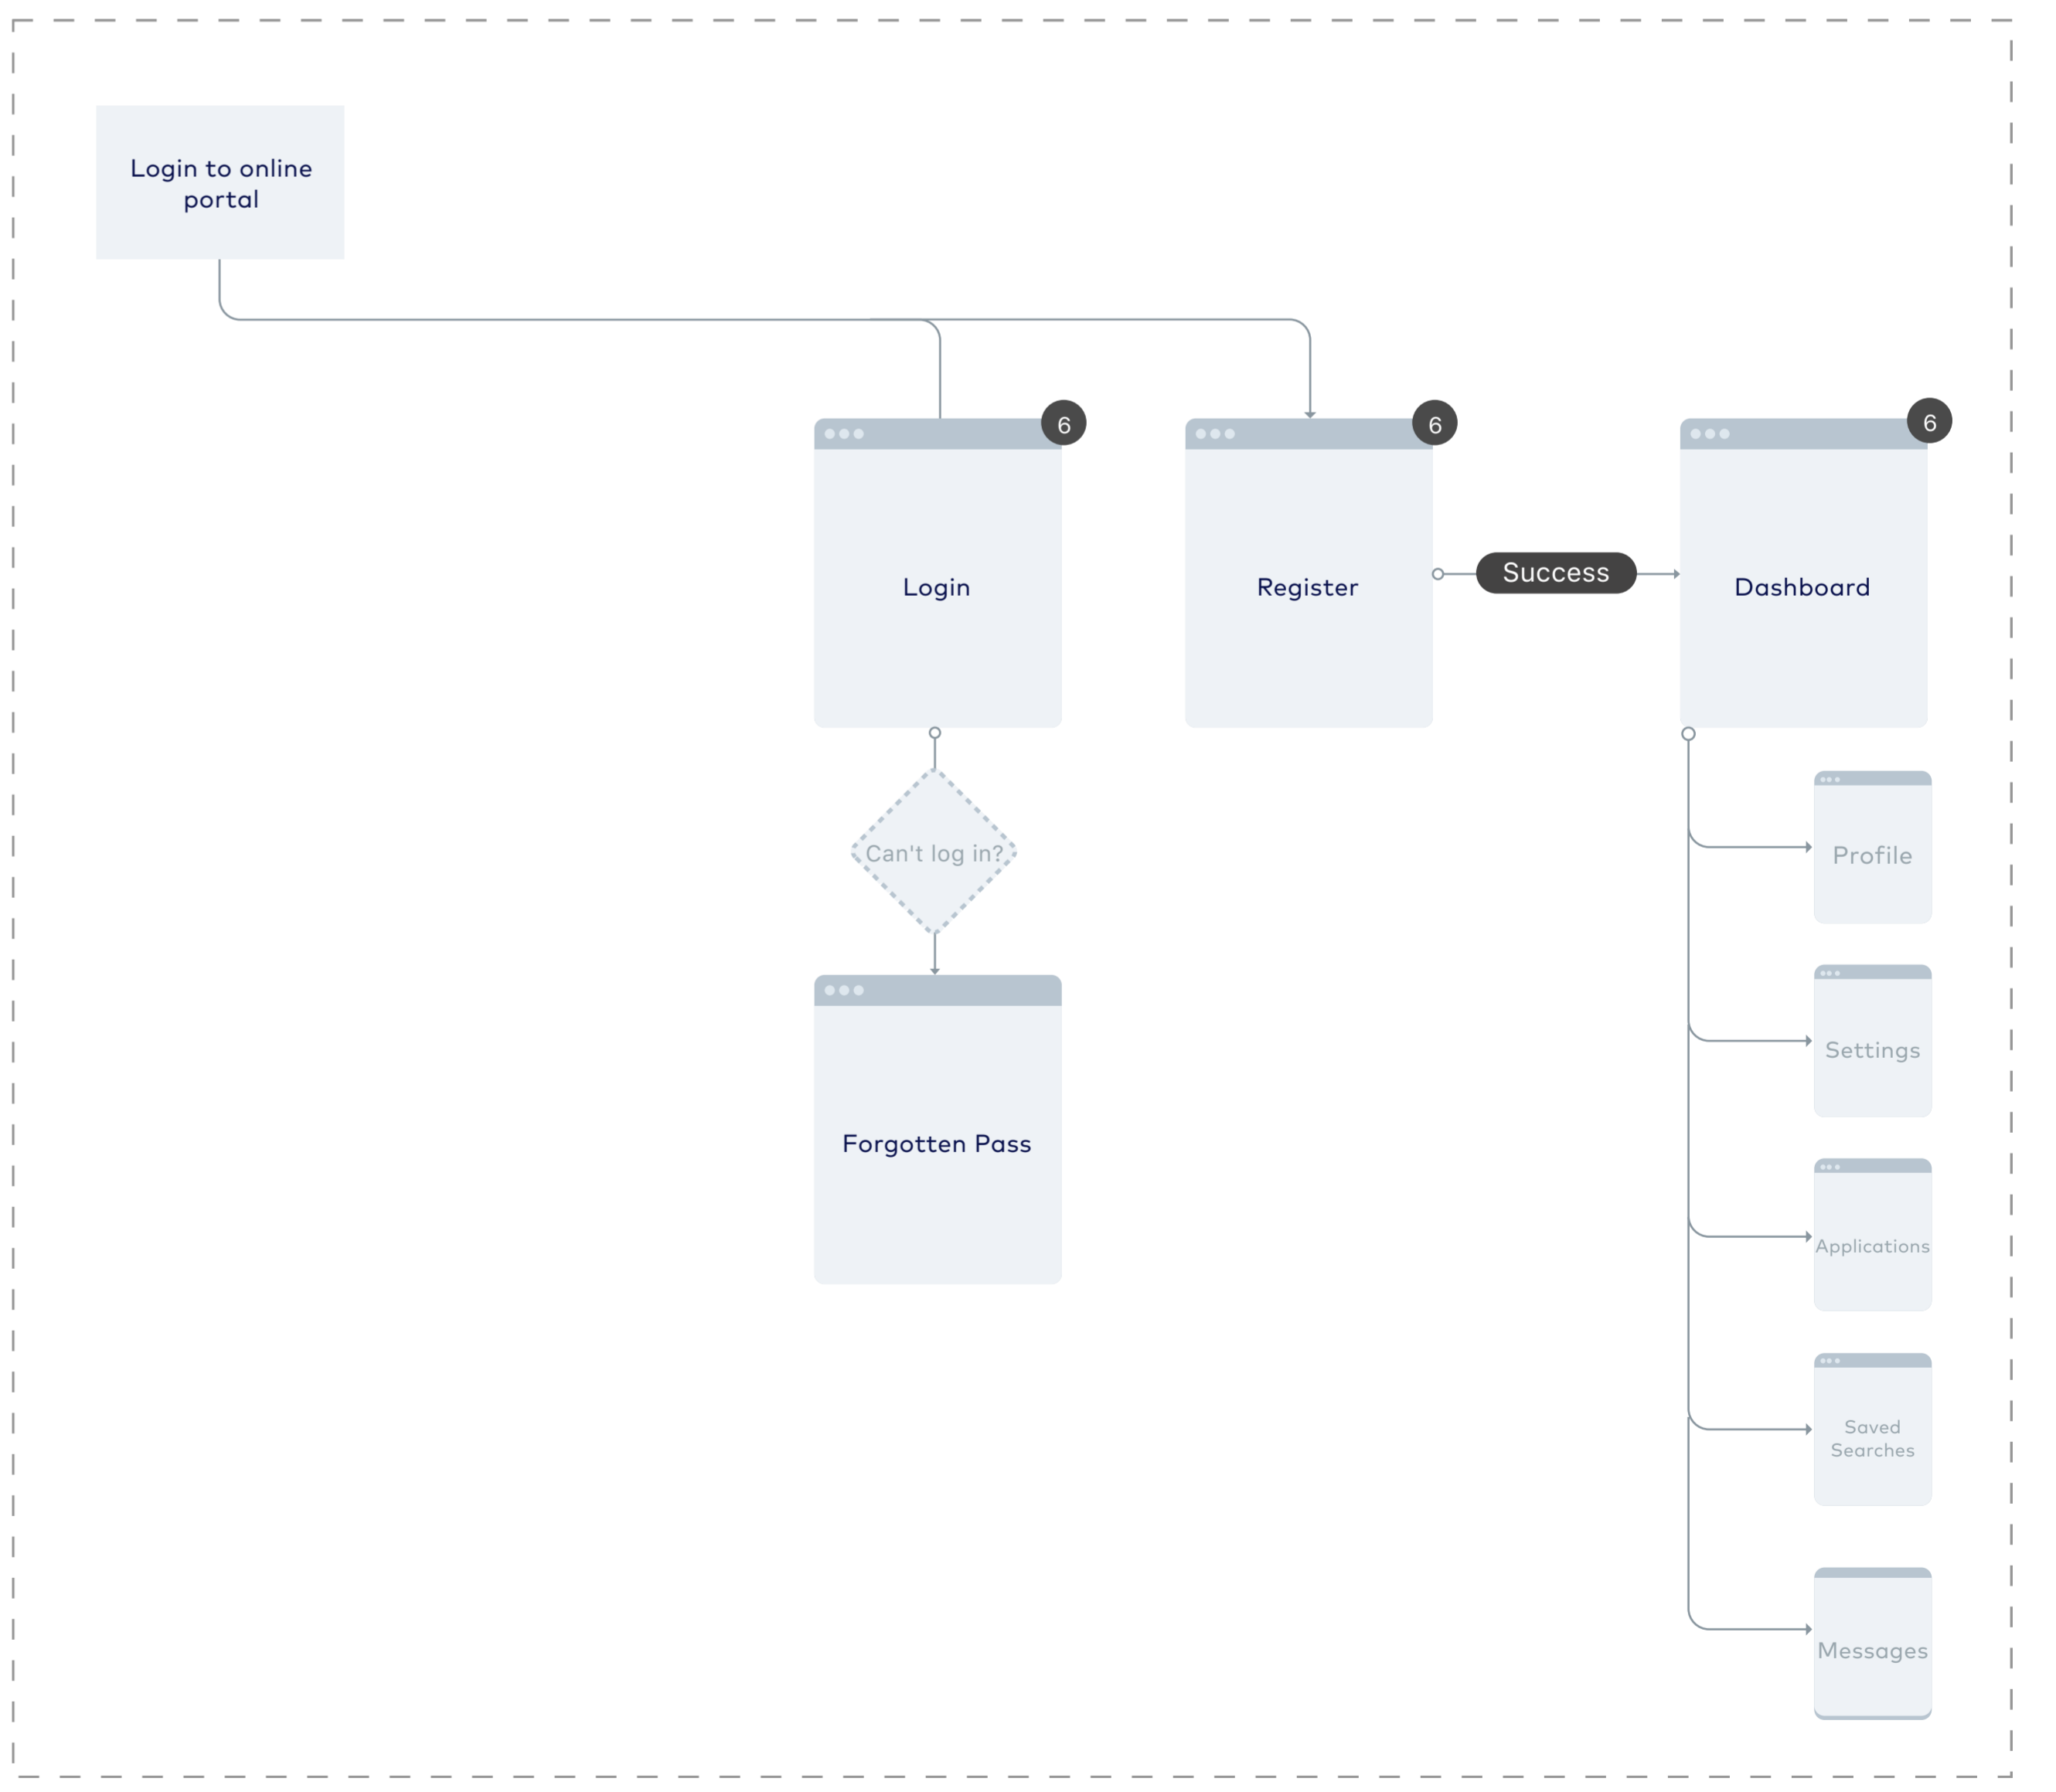 Login to online
portal
6
6
6
Login
Register
Success
Dashboard
Can't log in?
Profile
Settings
Forgotten Pass
Applications
Saved
Searches
Messages